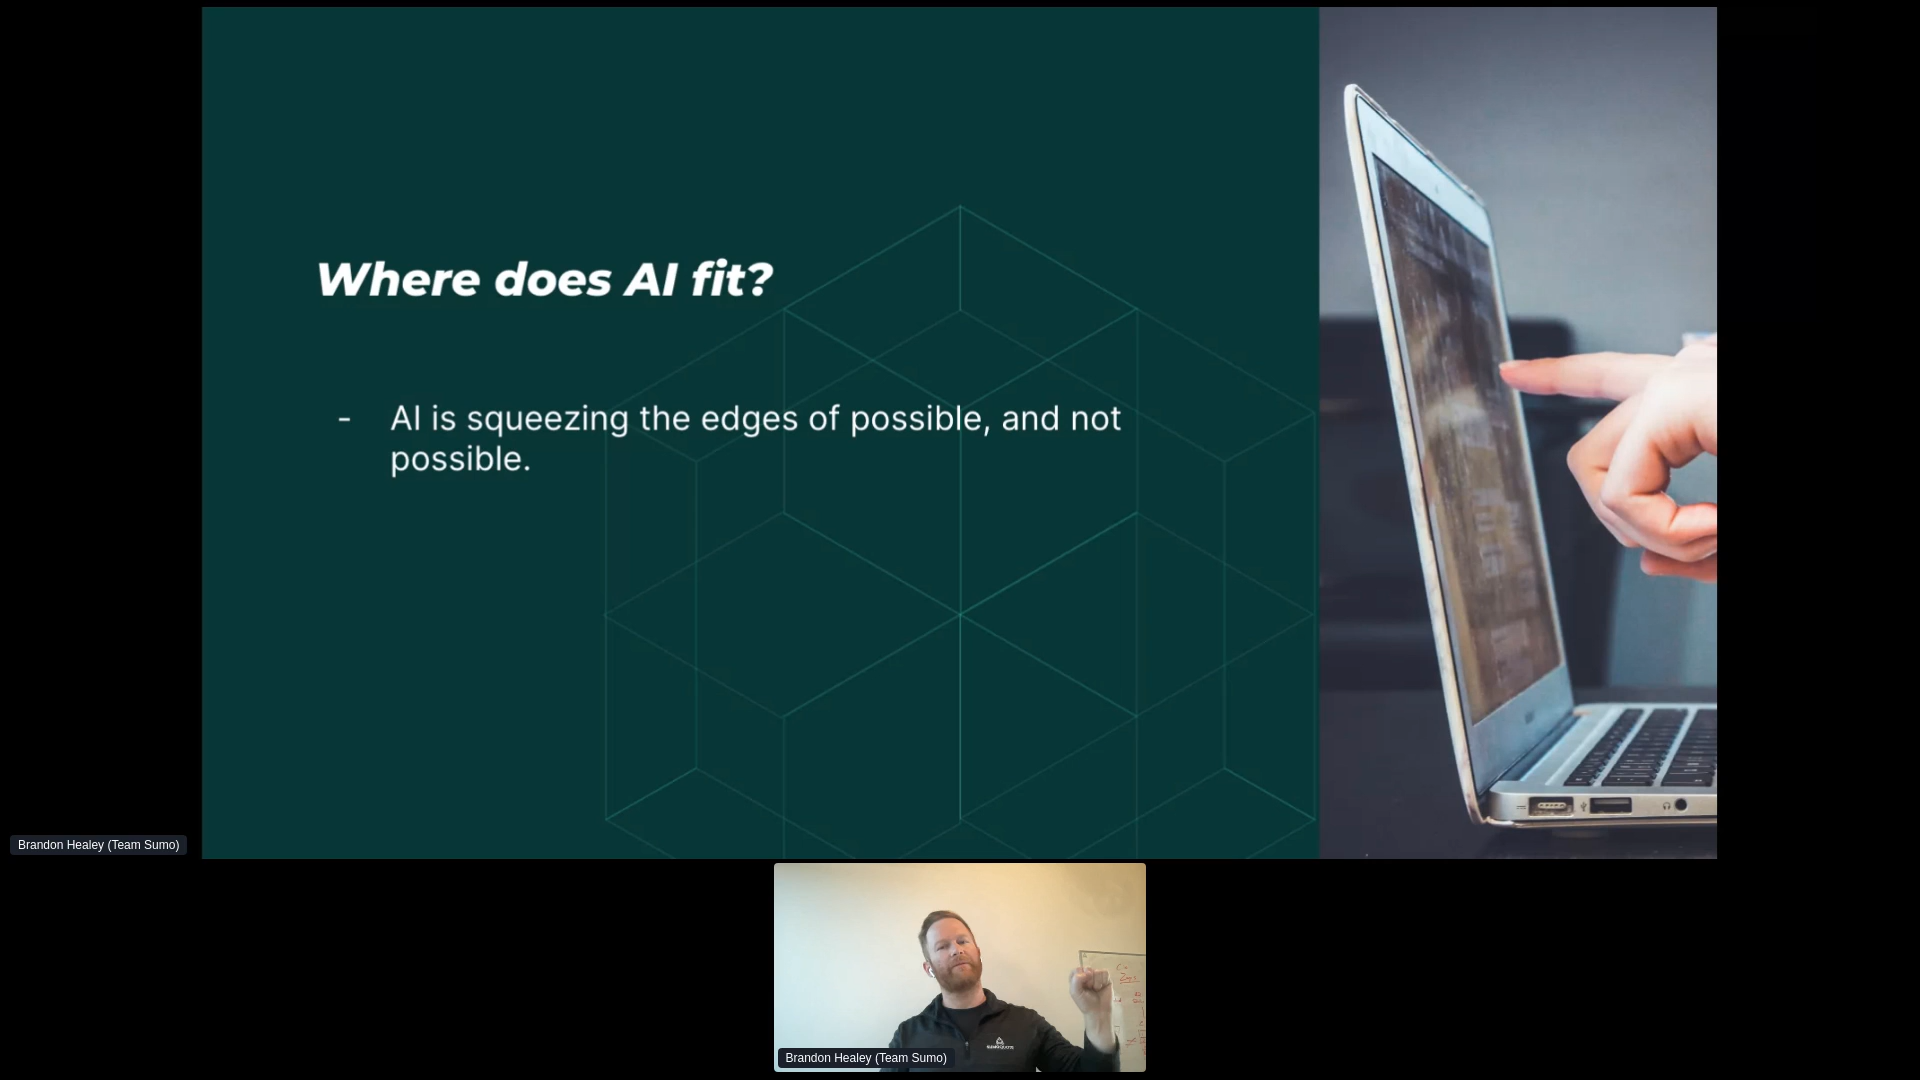 Where does AI fit?
- AI is squeezing the edges of possible, and not
possible.
Brandon Healey (Team Sumo)
Brandon Healey (Team Sumo)